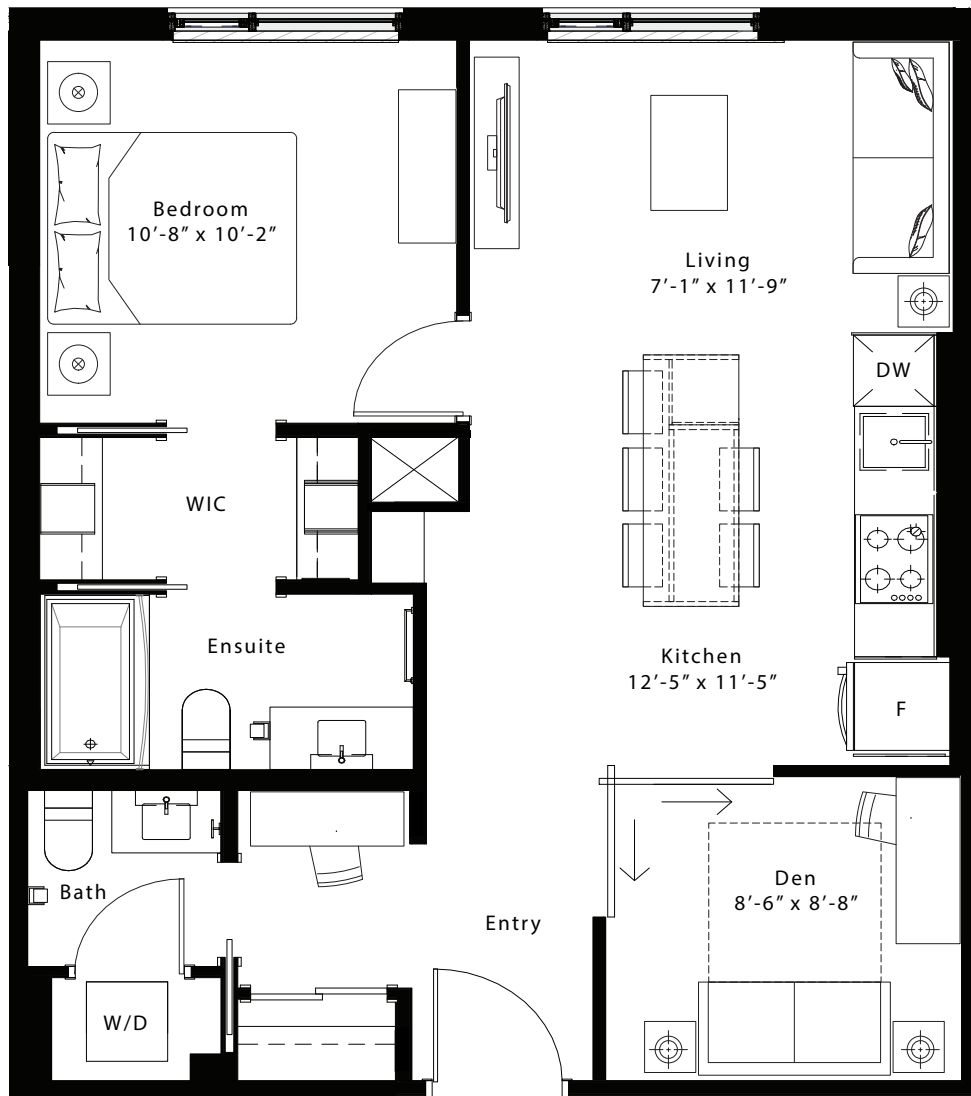 Bedroom
10’-8” x 10’-2”
Living
7’-1” x 11’-9”
DW
WIC
Ensuite
Kitchen
12’-5” x 11’-5”
F
Bath
Den
8’-6” x 8’-8”
Entry
W/D